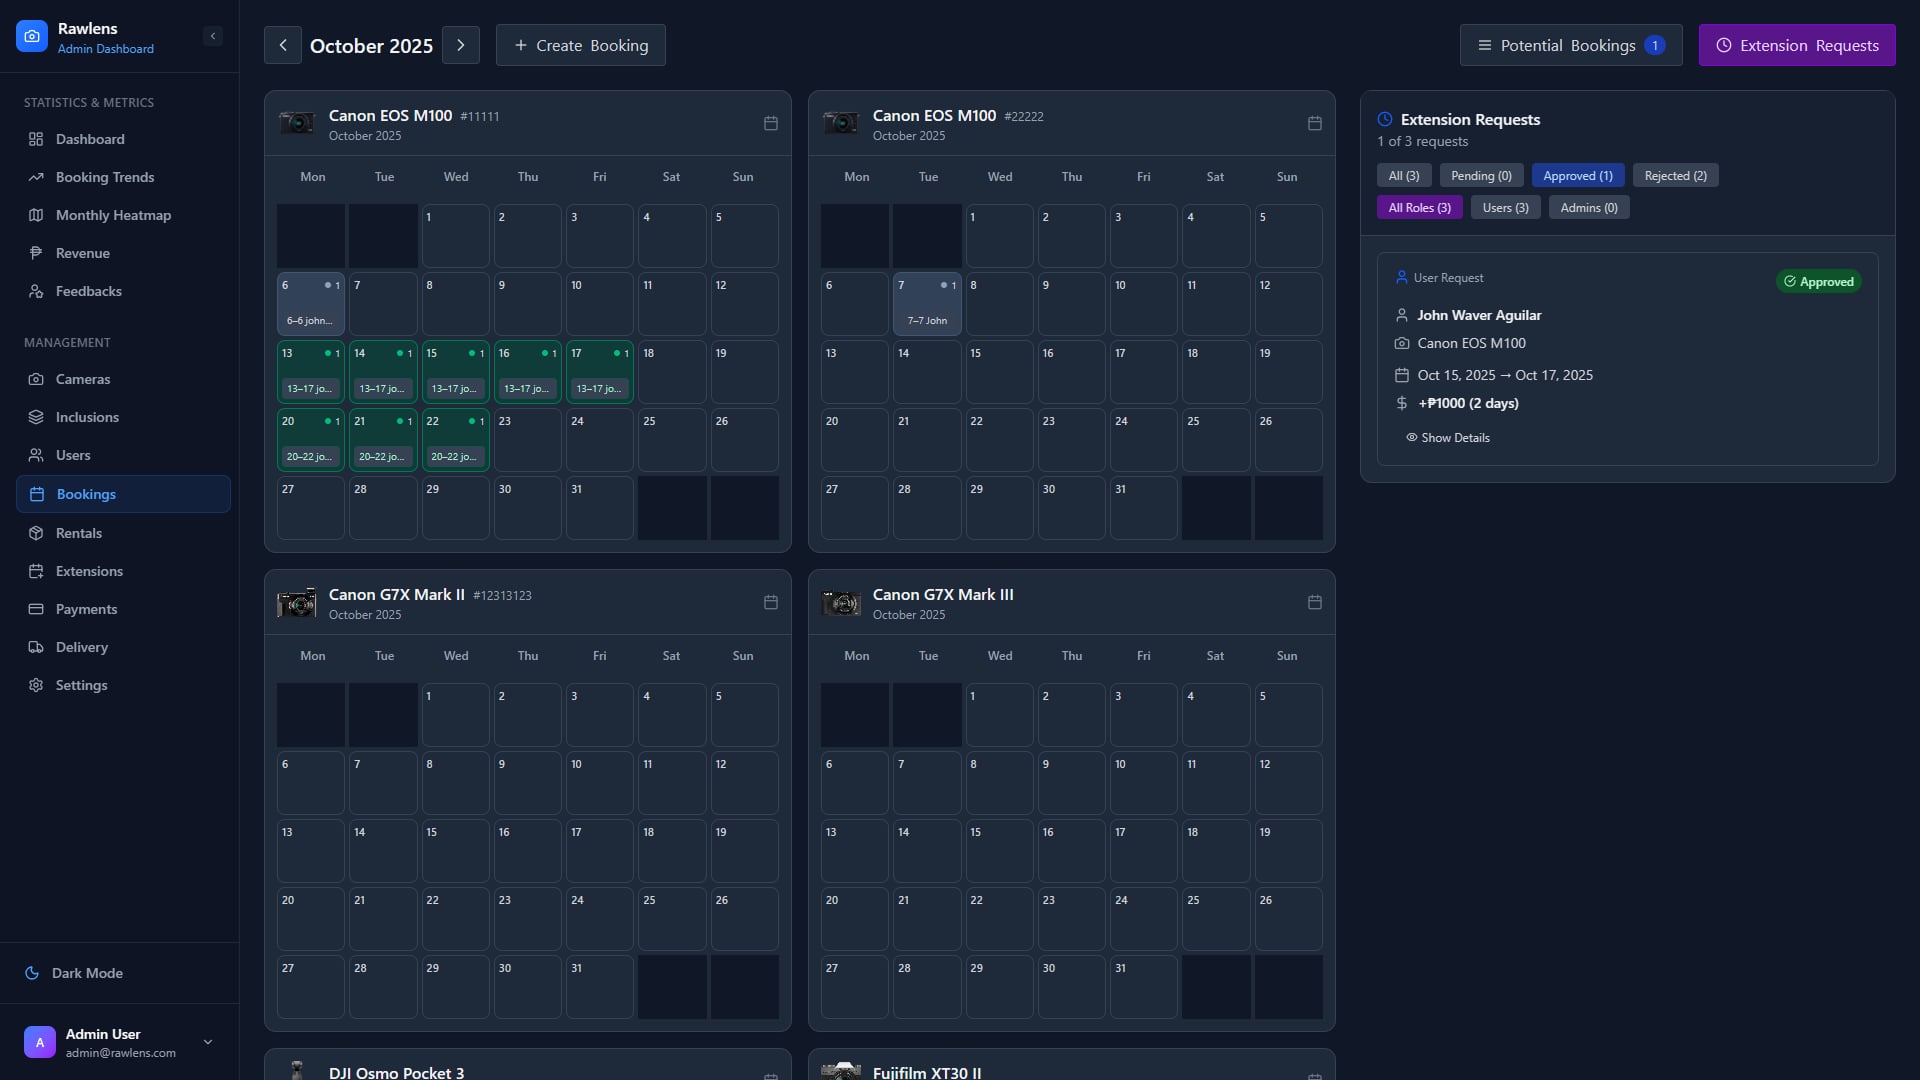 Rawlens
Admin Dashboard
STATISTICS & METRICS
Dashboard
Booking Trends
Monthly Heatmap
Revenue
Feedbacks
MANAGEMENT
Cameras
Inclusions
Users
Bookings
Rentals
Extensions
Payments
Delivery
Settings
Dark Mode
A
Admin User
admin@rawlens.com
October 2025
Create Booking
Potential Bookings 1
Extension Requests
Canon EOS M100 #11111
October 2025
Mon Tue Wed Thu Fri Sat Sun
1 2 3 4 5
6 1 7 8 9 10 11 12
6–6 john...
13 1 14 1 15 1 16 1 17 1 18 19
13–17 jo... 13–17 jo... 13–17 jo... 13–17 jo... 13–17 jo...
20 1 21 1 22 1 23 24 25 26
20–22 jo... 20–22 jo... 20–22 jo...
27 28 29 30 31
Canon EOS M100 #22222
October 2025
Mon Tue Wed Thu Fri Sat Sun
1 2 3 4 5
6 7 1 8 9 10 11 12
7–7 John
13 14 15 16 17 18 19
20 21 22 23 24 25 26
27 28 29 30 31
Canon G7X Mark II #12313123
October 2025
Mon Tue Wed Thu Fri Sat Sun
1 2 3 4 5
6 7 8 9 10 11 12
13 14 15 16 17 18 19
20 21 22 23 24 25 26
27 28 29 30 31
Canon G7X Mark III
October 2025
Mon Tue Wed Thu Fri Sat Sun
1 2 3 4 5
6 7 8 9 10 11 12
13 14 15 16 17 18 19
20 21 22 23 24 25 26
27 28 29 30 31
DJI Osmo Pocket 3
Fujifilm XT30 II
Extension Requests
1 of 3 requests
All (3) Pending (0) Approved (1) Rejected (2)
All Roles (3) Users (3) Admins (0)
User Request
Approved
John Waver Aguilar
Canon EOS M100
Oct 15, 2025 → Oct 17, 2025
+₱1000 (2 days)
Show Details